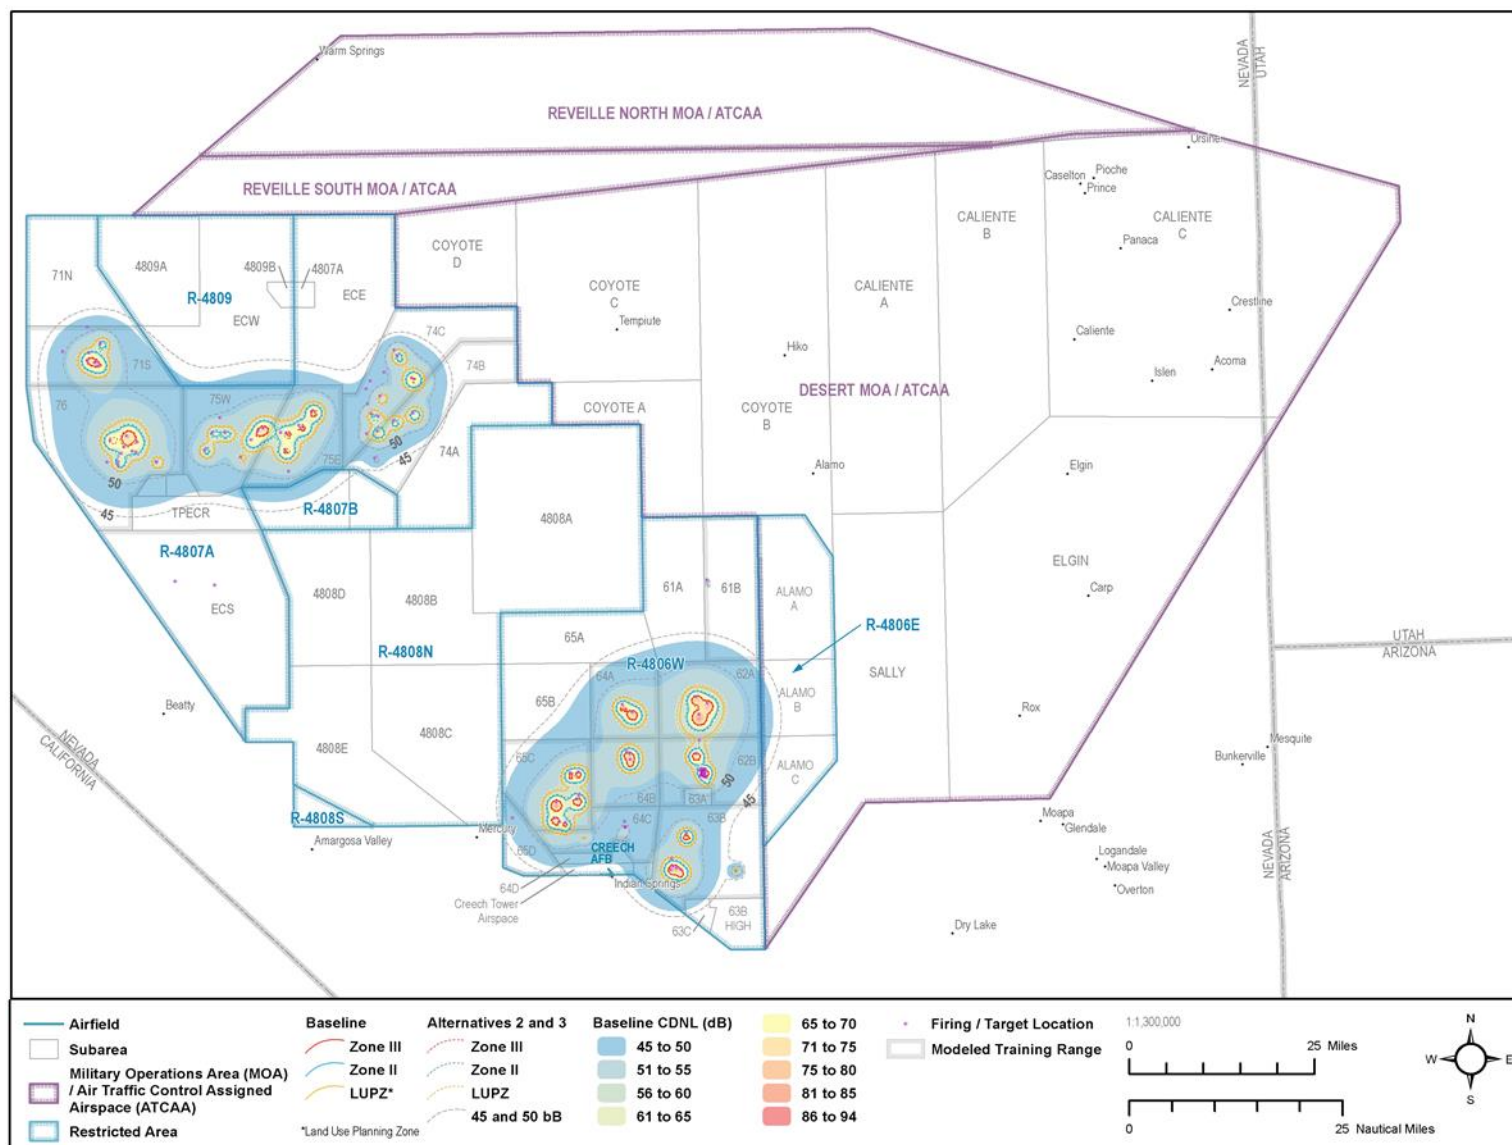 Warm Springs
NEVADA
UTAH
REVEILLE NORTH MOA / ATCAA
Ursine
Pioche
Caselton
Prince
REVEILLE SOUTH MOA / ATCAA
CALIENTE
B
CALIENTE
C
COYOTE
D
Panaca
71N
4809A
4809B
4807A
R-4809
ECE
ECW
COYOTE
C
Tempiute
CALIENTE
A
Crestline
Caliente
74C
Hiko
71S
74B
Acoma
Islen
DESERT MOA / ATCAA
76
75W
COYOTE A
COYOTE
B
50
45
75E
74A
Alamo
Elgin
50
45
TPECR
R-4807B
4808A
R-4807A
ELGIN
ECS
4808D
4808B
61A
61B
ALAMO
A
Carp
R-4806E
65A
UTAH
ARIZONA
R-4808N
R-4806W
64A
62A
SALLY
65B
ALAMO
B
Beatty
Rox
4808E
4808C
NEVADA
CALIFORNIA
65C
62B
ALAMO
C
Mesquite
Bunkerville
50
45
64B
63A
R-4808S
64C
63B
Moapa
Glendale
Mercury
Amargosa Valley
65D
CREECH
AFB
Logandale
Moapa Valley
NEVADA
ARIZONA
64D
Indian Springs
Overton
Creech Tower
Airspace
63C
63B
HIGH
Dry Lake
Airfield
Subarea
Military Operations Area (MOA)
/ Air Traffic Control Assigned
Airspace (ATCAA)
Restricted Area
Baseline
Zone III
Zone II
LUPZ*
*Land Use Planning Zone
Alternatives 2 and 3
Zone III
Zone II
LUPZ
45 and 50 bB
Baseline CDNL (dB)
45 to 50
51 to 55
56 to 60
61 to 65
65 to 70
71 to 75
75 to 80
81 to 85
86 to 94
Firing / Target Location
Modeled Training Range
1:1,300,000
0 25 Miles
0 25 Nautical Miles
N
W E
S